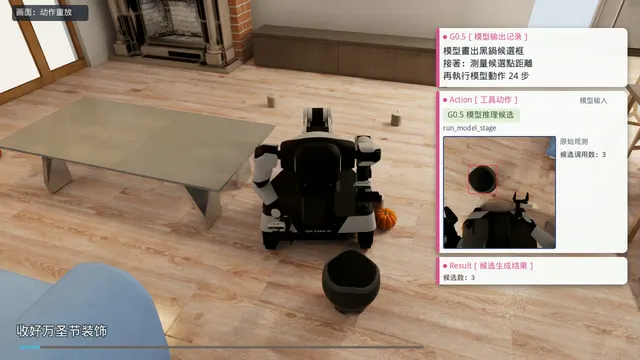 画面：动作重放
G0.5 [ 模型输出记录 ]
模型畫出黑鍋候選框
接著：測量候選點距離
再執行模型動作 24 步
Action [ 工具动作 ]
模型输入
G0.5 模型推理候选
run_model_stage
原始观测
候选调用数：3
Result [ 候选生成结果 ]
候选数：3
收好万圣节装饰